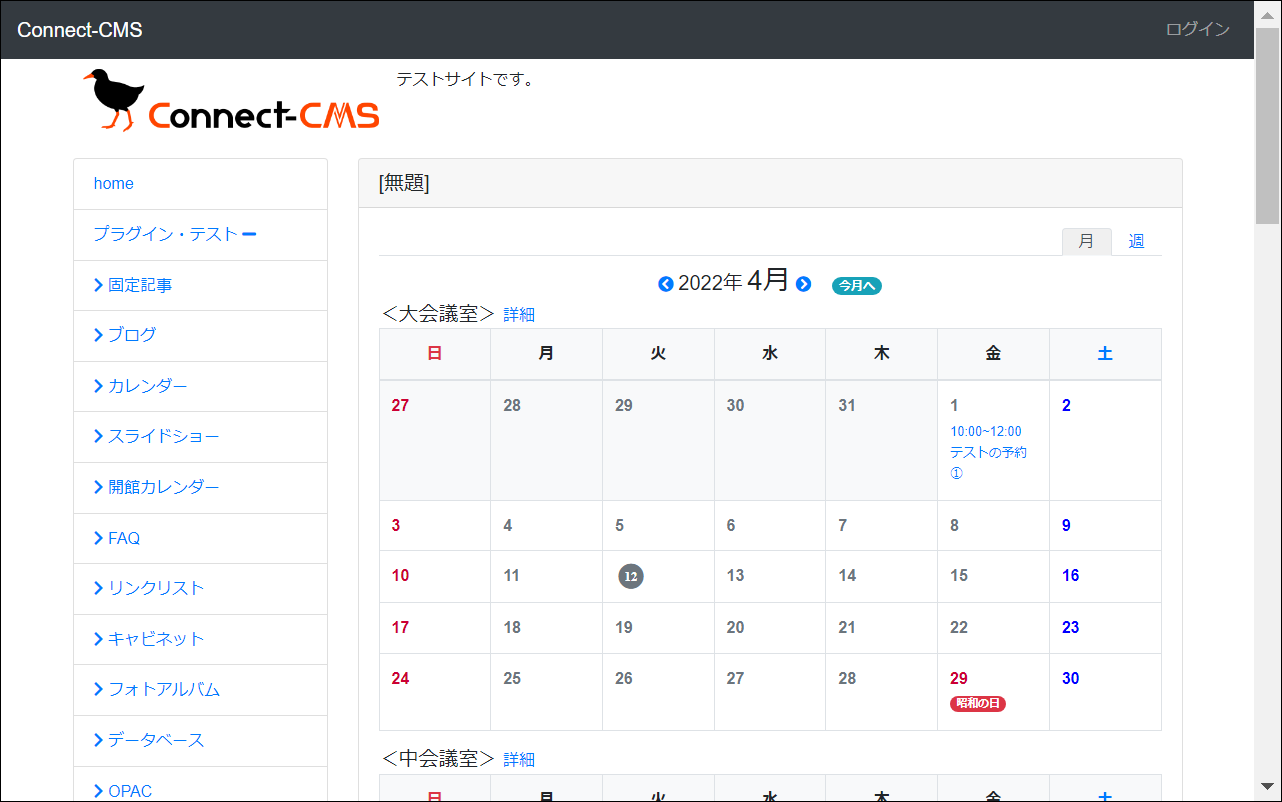 Connect-CMS
ログイン
Connect-CMS
テストサイトです。
home
プラグイン・テスト
固定記事
ブログ
カレンダー
スライドショー
開館カレンダー
FAQ
リンクリスト
キャビネット
フォトアルバム
データベース
OPAC
[無題]
月 週
2022年 4月 今月へ
＜大会議室＞ 詳細
日 月 火 水 木 金 土
27 28 29 30 31 1 2
10:00~12:00
テストの予約
①
3 4 5 6 7 8 9
10 11 12 13 14 15 16
17 18 19 20 21 22 23
24 25 26 27 28 29 30
昭和の日
＜中会議室＞ 詳細
日 月 火 水 木 金 土